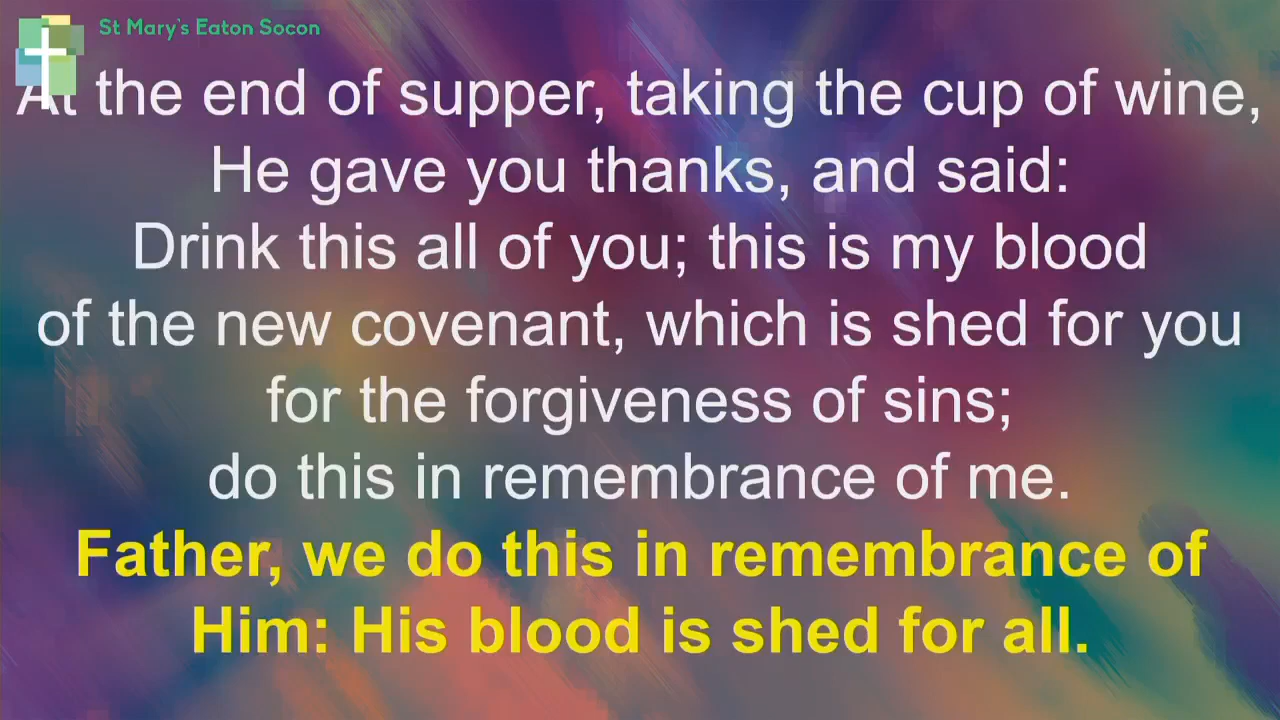 St Mary's Eaton Socon
At the end of supper, taking the cup of wine,
He gave you thanks, and said:
Drink this all of you; this is my blood
of the new covenant, which is shed for you
for the forgiveness of sins;
do this in remembrance of me.
Father, we do this in remembrance of
Him: His blood is shed for all.